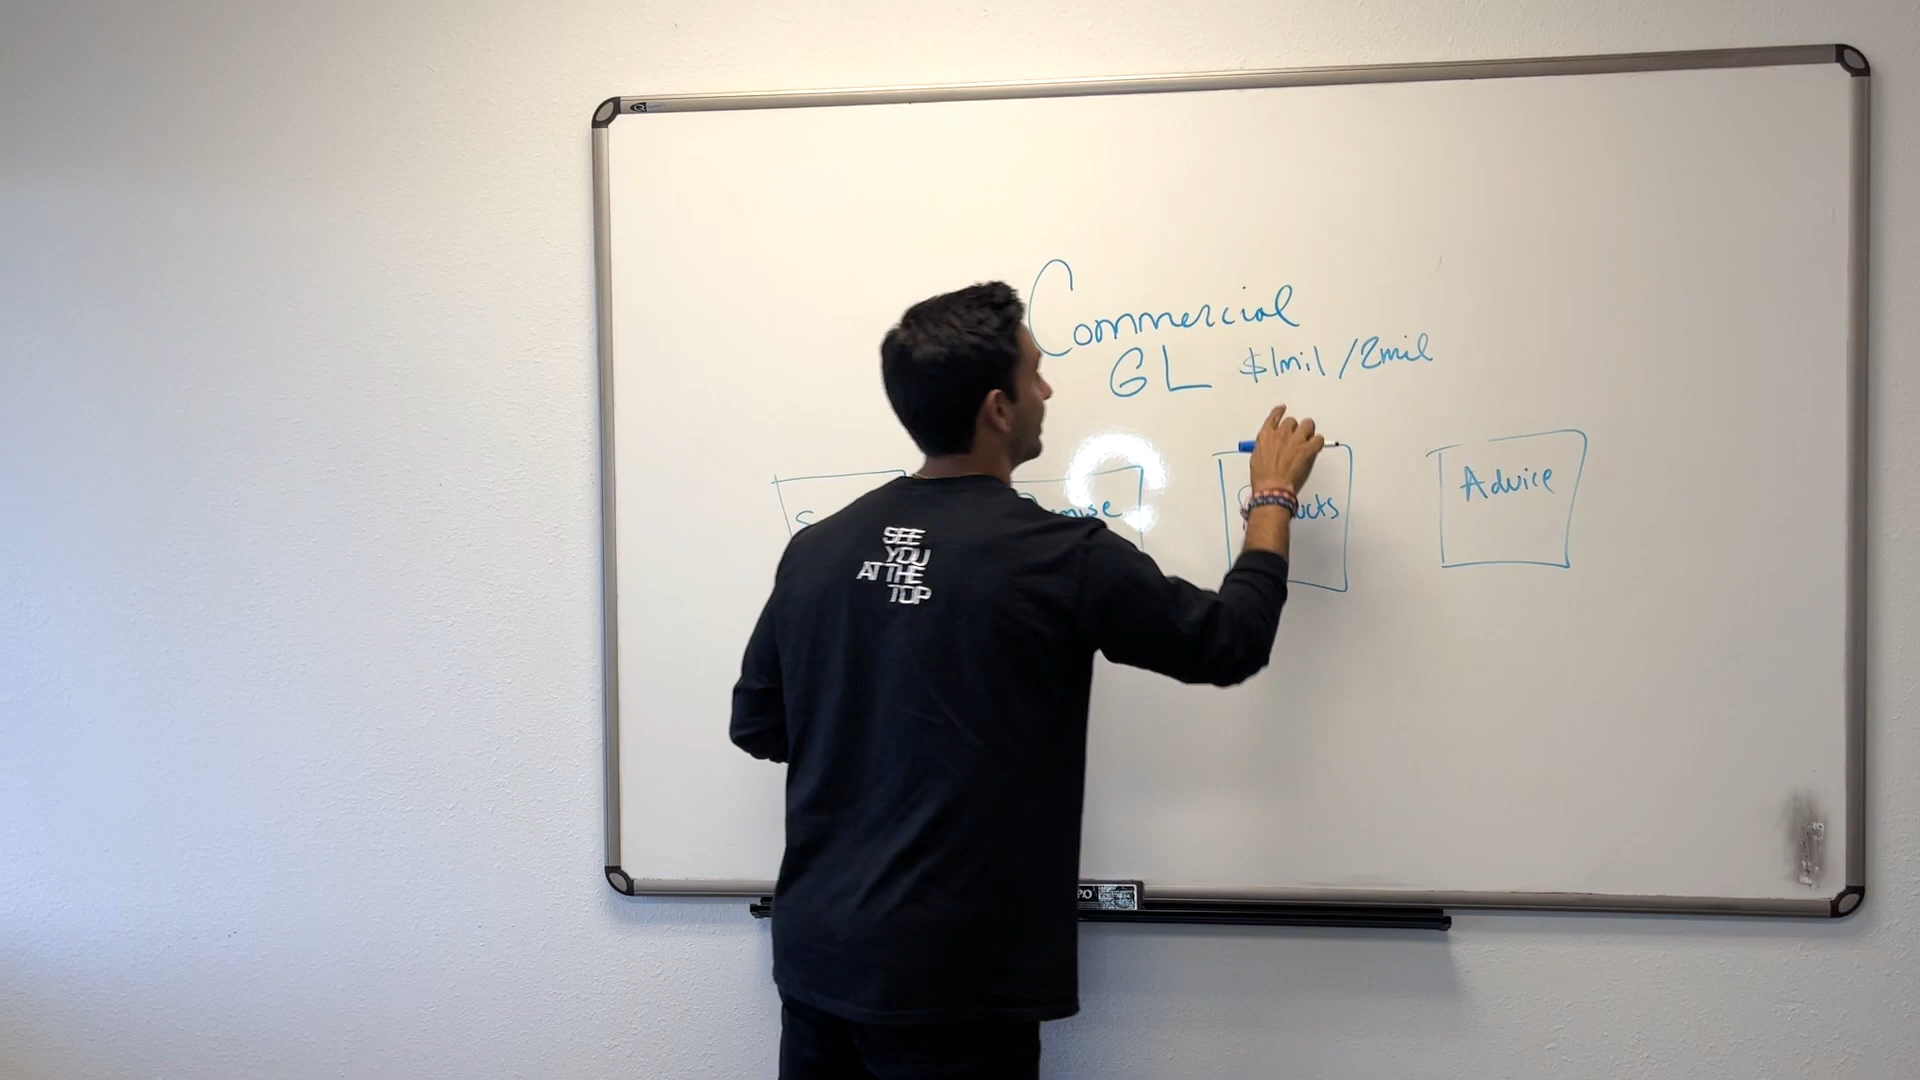 Commercial
GL $1mil/2mil
Advice
SEE
YOU
AT THE
TOP